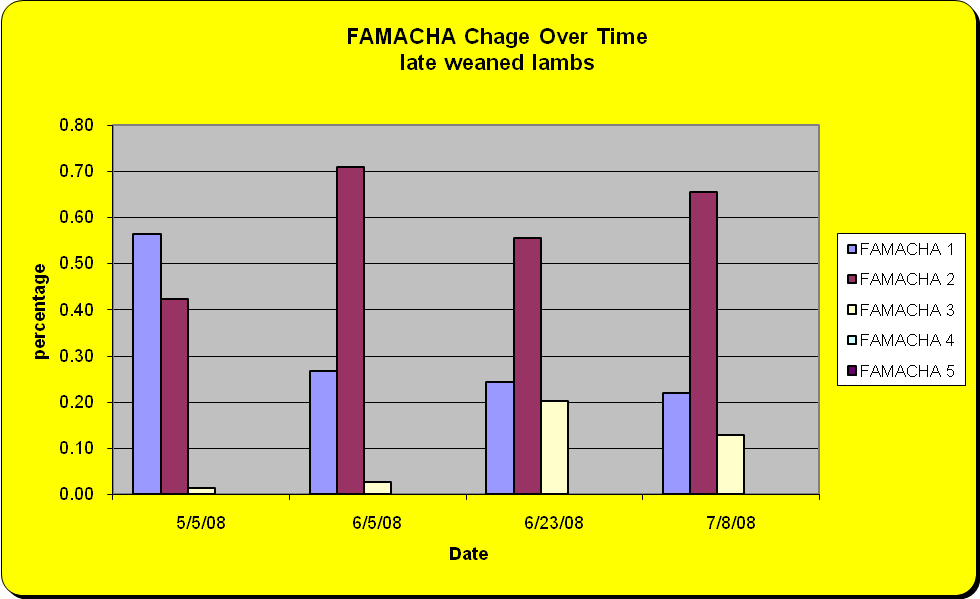 FAMACHA Chage Over Time
late weaned lambs
percentage
0.80
0.70
0.60
0.50
0.40
0.30
0.20
0.10
0.00
5/5/08
6/5/08
6/23/08
7/8/08
Date
FAMACHA 1
FAMACHA 2
FAMACHA 3
FAMACHA 4
FAMACHA 5